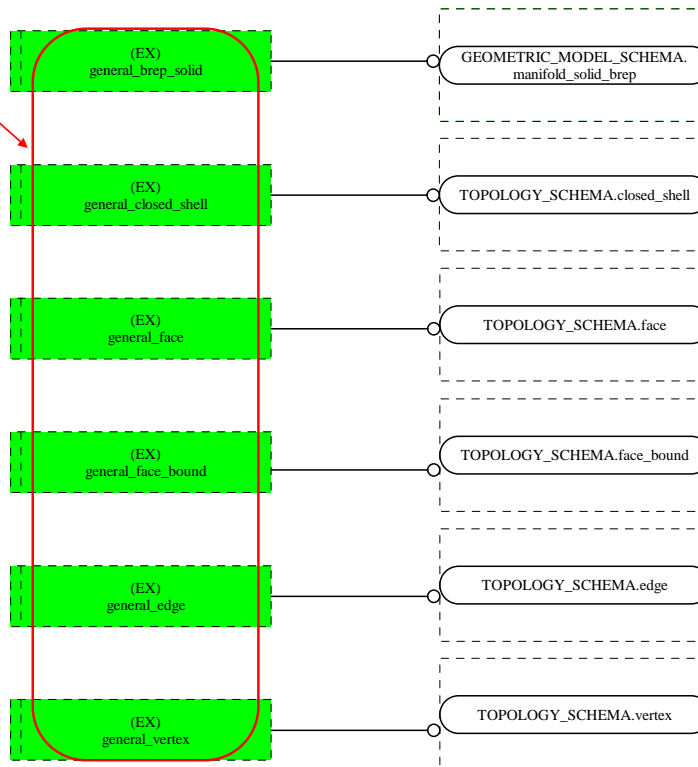 (EX)
general_brep_solid
GEOMETRIC_MODEL_SCHEMA.
manifold_solid_brep
(EX)
general_closed_shell
TOPOLOGY_SCHEMA.closed_shell
(EX)
general_face
TOPOLOGY_SCHEMA.face
(EX)
general_face_bound
TOPOLOGY_SCHEMA.face_bound
(EX)
general_edge
TOPOLOGY_SCHEMA.edge
(EX)
general_vertex
TOPOLOGY_SCHEMA.vertex